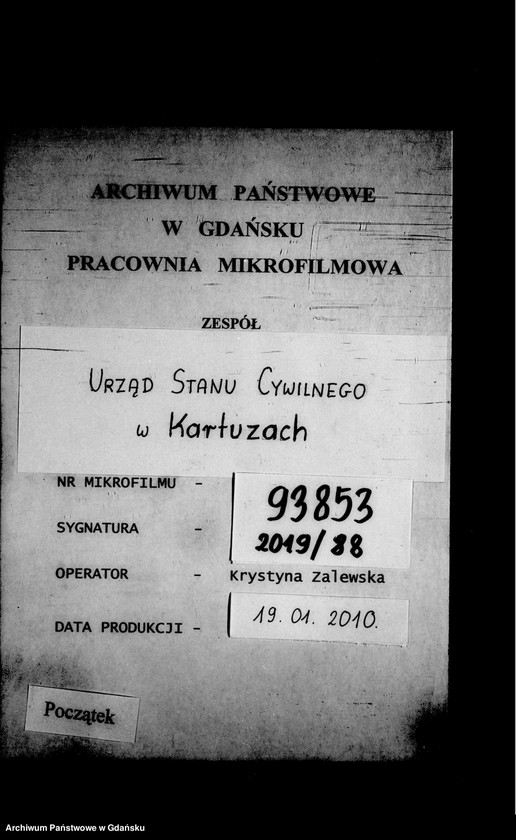 ARCHIWUM PAŃSTWOWE
W GDAŃSKU
PRACOWNIA MIKROFILMOWA
ZESPÓŁ
URZĄD STANU CYWILNEGO
w Kartuzach
NR MIKROFILMU - 93853
SYGNATURA - 2019/88
OPERATOR - Krystyna Zalewska
DATA PRODUKCJI - 19.01.2010.
Początek
Archiwum Państwowe w Gdańsku